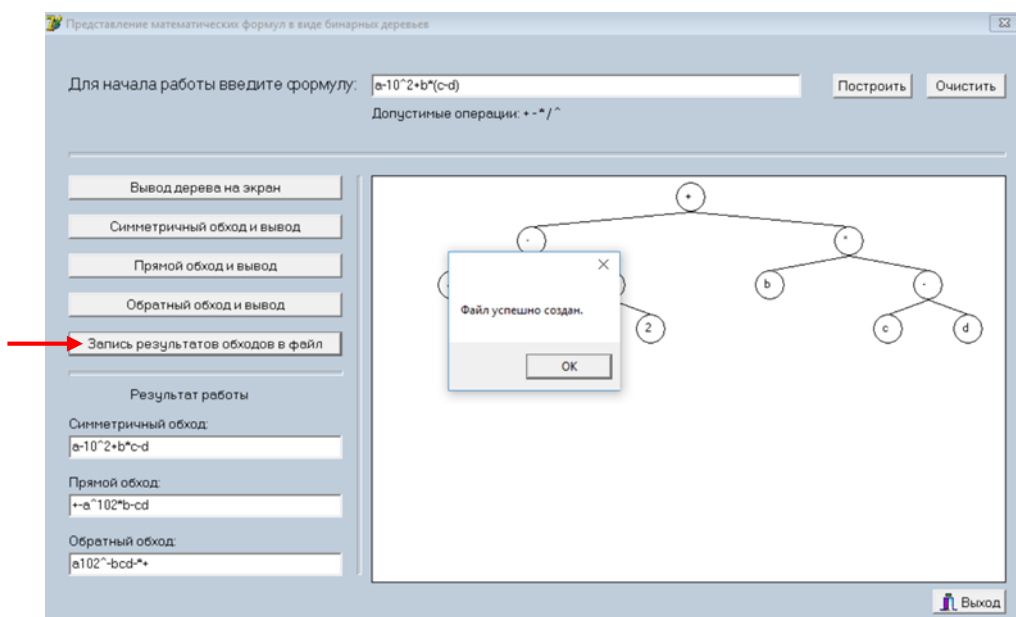 Представление математических формул в виде бинарных деревьев
Для начала работы введите формулу: a-10^2+b*(c-d) Построить Очистить
Допустимые операции: + - * / ^
Вывод дерева на экран
Симметричный обход и вывод
Прямой обход и вывод
Обратный обход и вывод
Запись результатов обходов в файл
Результат работы
Симметричный обход:
a-10^2+b*c-d
Прямой обход:
+-a^102*b-cd
Обратный обход:
a102^-bcd-*+
+
- *
b -
2 c d
Файл успешно создан.
OK
Выход